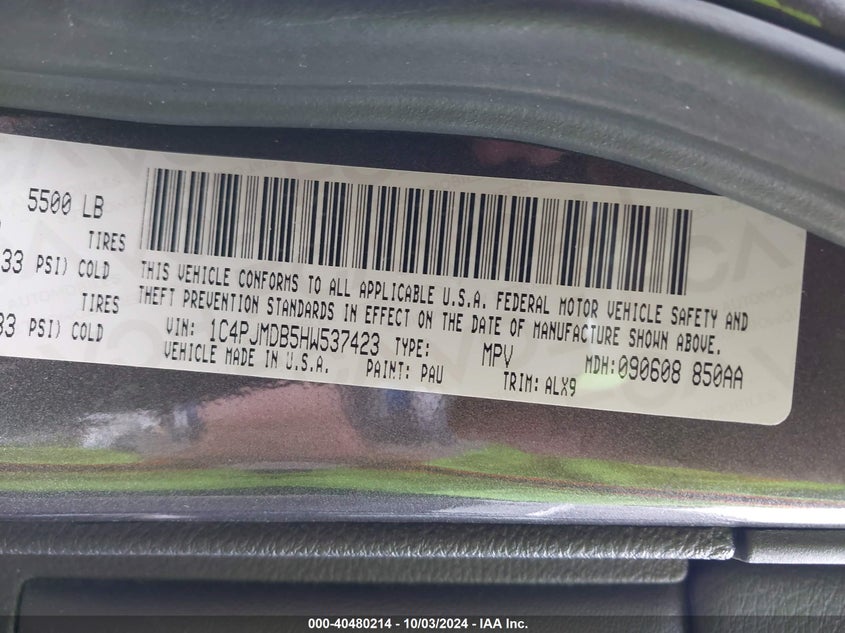 5500 LB
TIRES
33 PSI) COLD
TIRES
33 PSI) COLD
THIS VEHICLE CONFORMS TO ALL APPLICABLE U.S.A. FEDERAL MOTOR VEHICLE SAFETY AND
THEFT PREVENTION STANDARDS IN EFFECT ON THE DATE OF MANUFACTURE SHOWN ABOVE.
VIN: 1C4PJMDB5HW537423 TYPE: MPV MDH:090608 850AA
VEHICLE MADE IN U.S.A. PAINT: PAU TRIM: ALX9
000-40480214 - 10/03/2024 - IAA Inc.